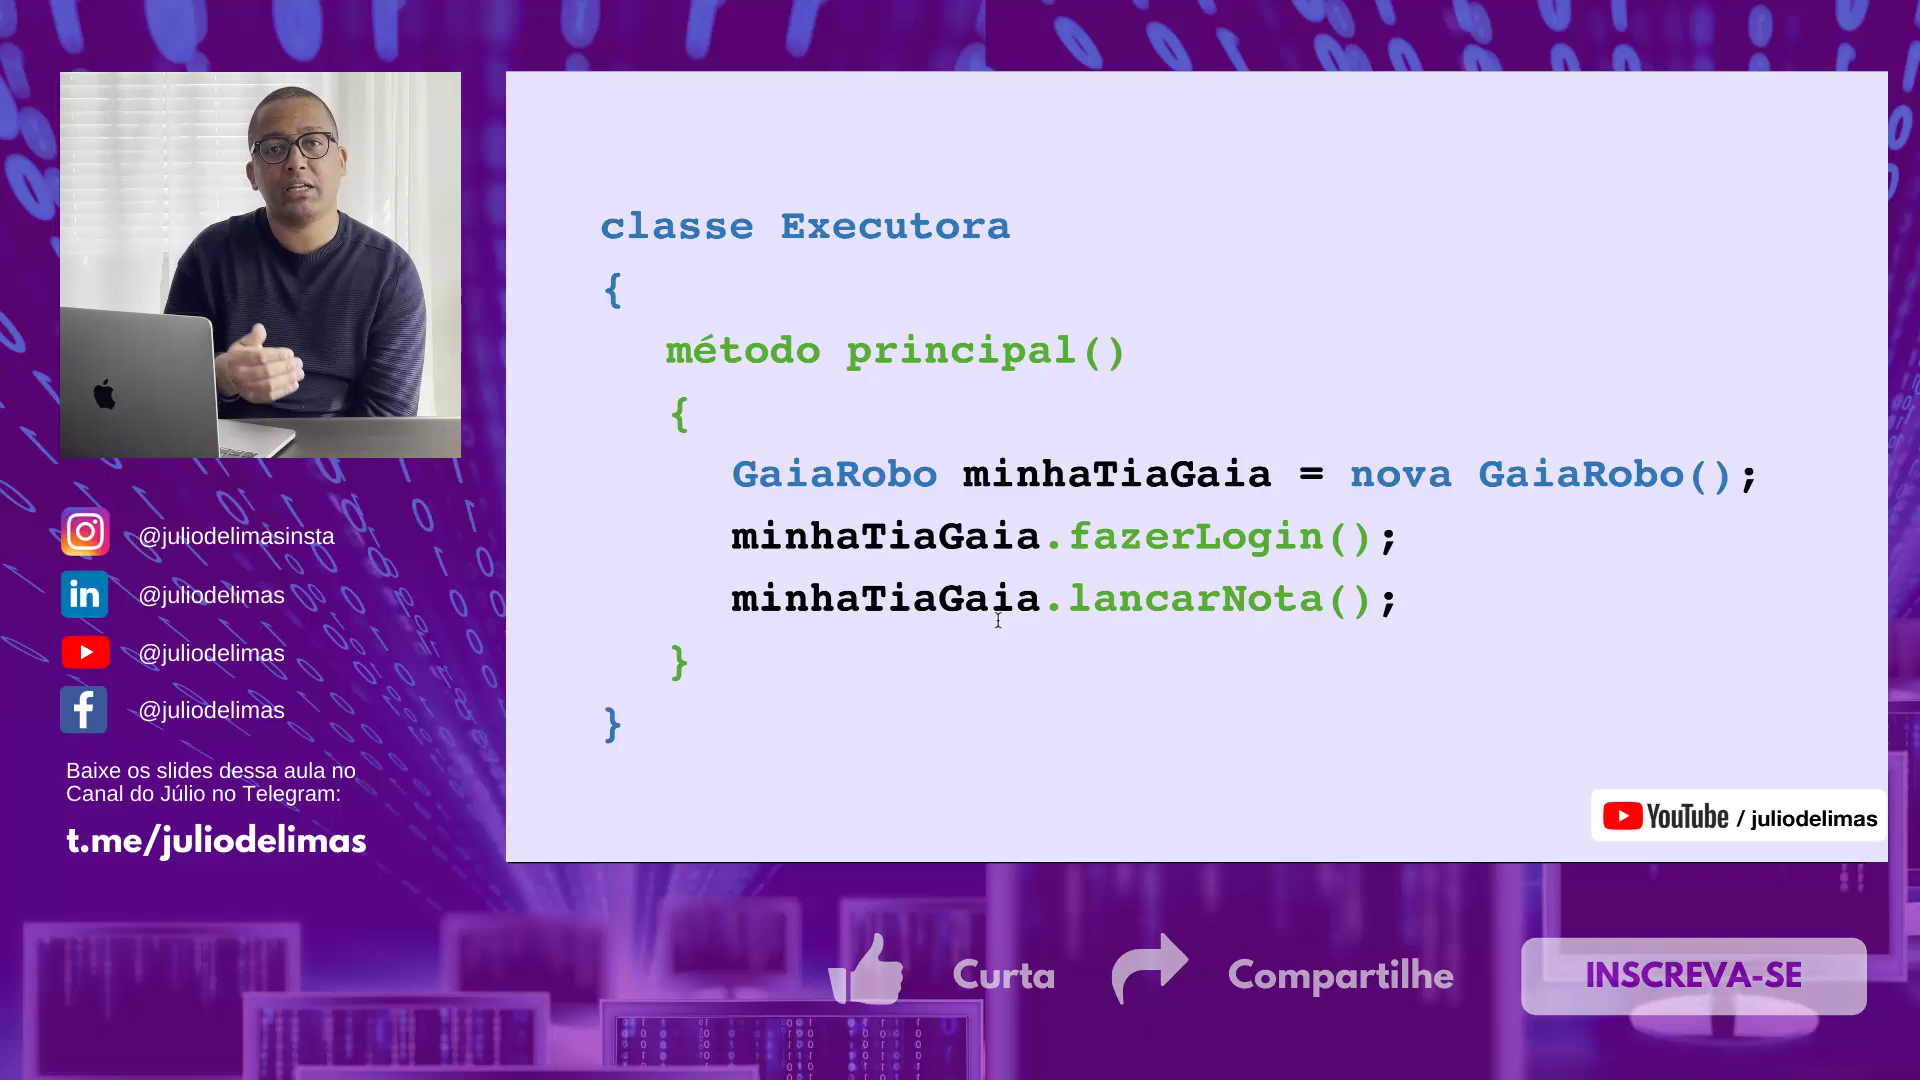 classe Executora
{
método principal()
{
GaiaRobo minhaTiaGaia = nova GaiaRobo();
minhaTiaGaia.fazerLogin();
minhaTiaGaia.lancarNota();
}
}
@juliodelimasinsta
in
@juliodelimas
@juliodelimas
f
@juliodelimas
Baixe os slides dessa aula no
Canal do Júlio no Telegram:
t.me/juliodelimas
YouTube / juliodelimas
Curta
Compartilhe
INSCREVA-SE